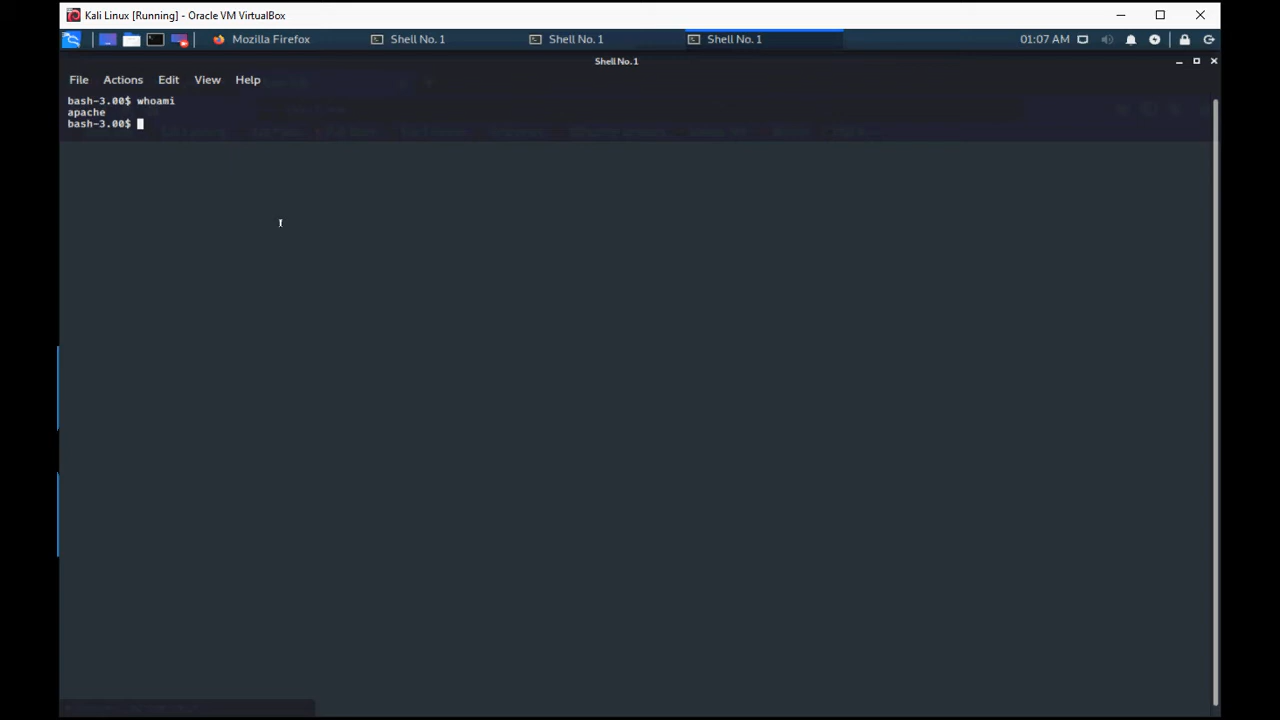 Kali Linux [Running] - Oracle VM VirtualBox
Mozilla Firefox
Shell No. 1
Shell No. 1
Shell No. 1
01:07 AM
Shell No. 1
File Actions Edit View Help
bash-3.00$ whoami
apache
bash-3.00$